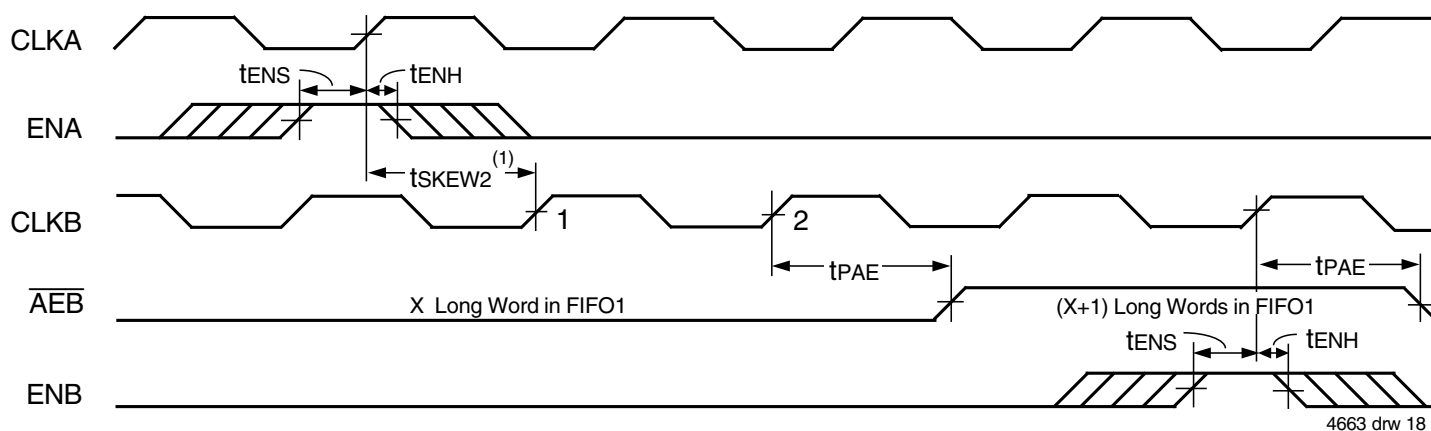 CLKA
tENS
tENH
ENA
tSKEW2(1)
CLKB
1
2
tPAE
tPAE
AEB
X Long Word in FIFO1
(X+1) Long Words in FIFO1
tENS
tENH
ENB
4663 drw 18